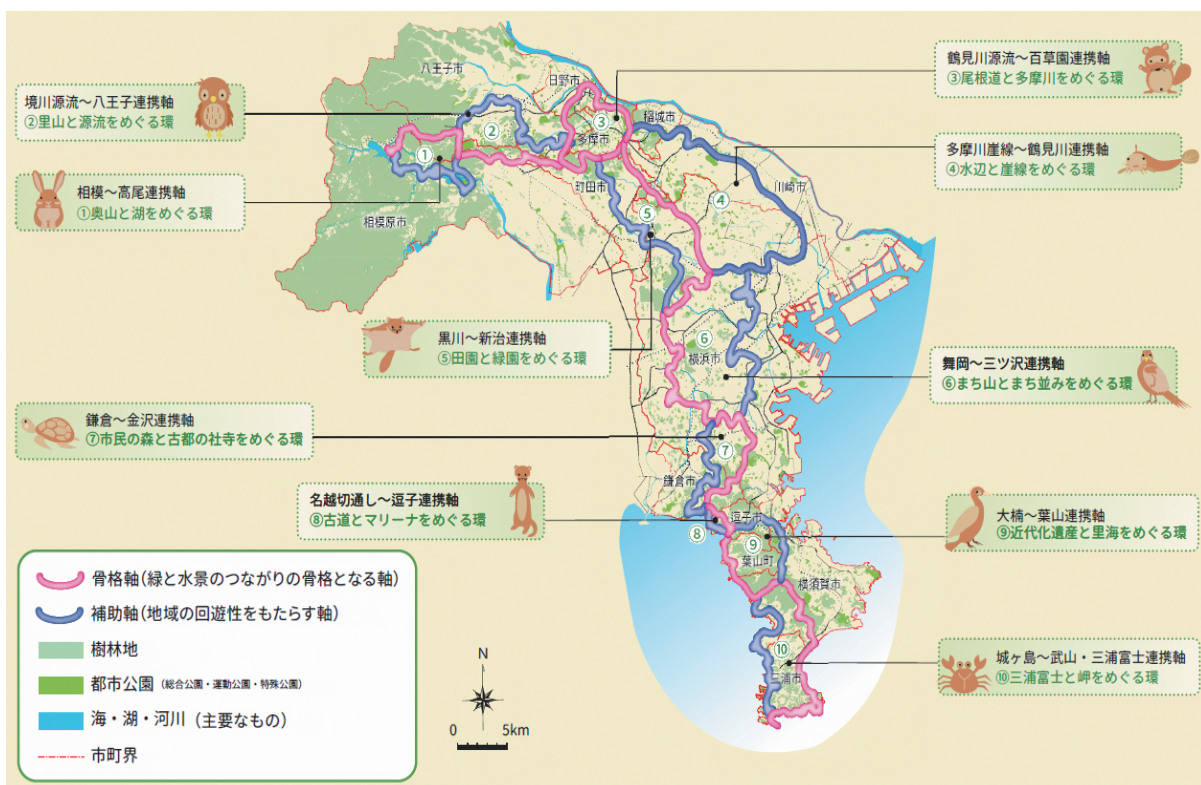 境川源流～八王子連携軸
②里山と源流をめぐる環
相模～高尾連携軸
①奥山と湖をめぐる環
鶴見川源流～百草園連携軸
③尾根道と多摩川をめぐる環
多摩川崖線～鶴見川連携軸
④水辺と崖線をめぐる環
八王子市
日野市
稲城市
③
②
多摩市
①
町田市
④
川崎市
⑤
相模原市
黒川～新治連携軸
⑤田園と緑園をめぐる環
⑥
横浜市
舞岡～三ツ沢連携軸
⑥まち山とまち並みをめぐる環
鎌倉～金沢連携軸
⑦市民の森と古都の社寺をめぐる環
⑦
鎌倉市
名越切通し～逗子連携軸
⑧古道とマリーナをめぐる環
逗子市
⑧
⑨
葉山町
大楠～葉山連携軸
⑨近代化遺産と里海をめぐる環
横須賀市
⑩
三浦市
城ヶ島～武山・三浦富士連携軸
⑩三浦富士と岬をめぐる環
骨格軸（緑と水景のつながりの骨格となる軸）
補助軸（地域の回遊性をもたらす軸）
樹林地
都市公園（総合公園・運動公園・特殊公園）
海・湖・河川（主要なもの）
市町界
N
0 5km